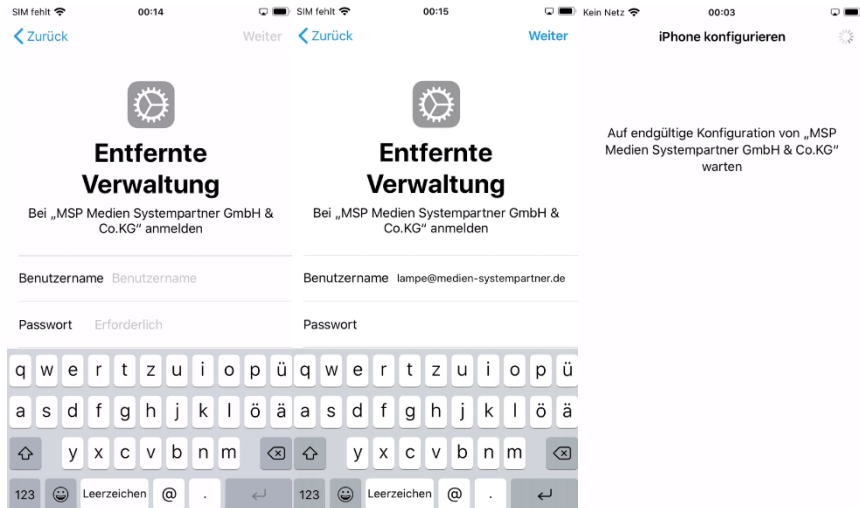 SIM fehlt 00:14
Zurück Weiter
Entfernte
Verwaltung
Bei „MSP Medien Systempartner GmbH &
Co.KG“ anmelden
Benutzername Benutzername
Passwort Erforderlich
q w e r t z u i o p ü
a s d f g h j k l ö ä
y x c v b n m
123 Leerzeichen @ .
SIM fehlt 00:15
Zurück Weiter
Entfernte
Verwaltung
Bei „MSP Medien Systempartner GmbH &
Co.KG“ anmelden
Benutzername lampe@medien-systempartner.de
Passwort
q w e r t z u i o p ü
a s d f g h j k l ö ä
y x c v b n m
123 Leerzeichen @ .
Kein Netz 00:03
iPhone konfigurieren
Auf endgültige Konfiguration von „MSP
Medien Systempartner GmbH & Co.KG“
warten